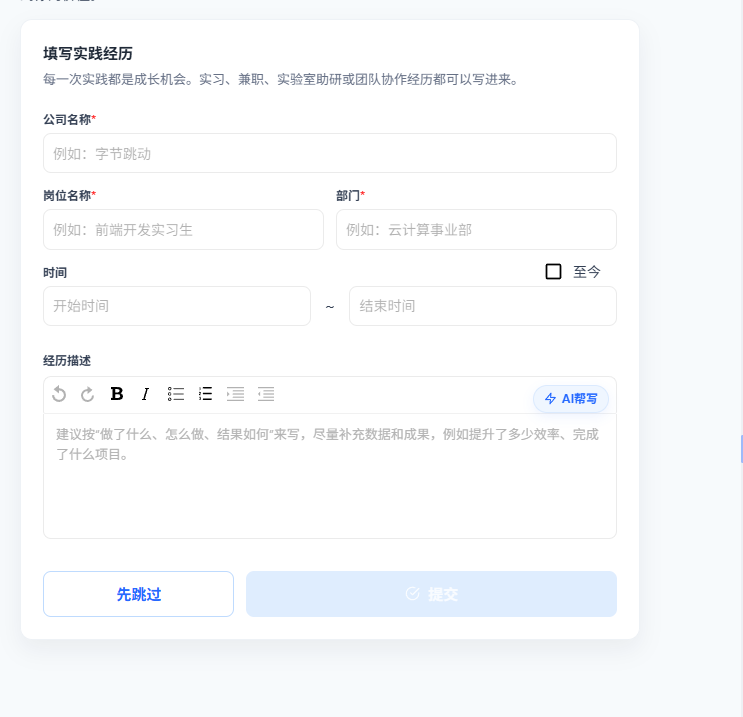 填写实践经历
每一次实践都是成长机会。实习、兼职、实验室助研或团队协作经历都可以写进来。
公司名称*
例如：字节跳动
岗位名称* 部门*
例如：前端开发实习生 例如：云计算事业部
时间 至今
开始时间 ~ 结束时间
经历描述
B I AI帮写
建议按“做了什么、怎么做、结果如何”来写，尽量补充数据和成果，例如提升了多少效率、完成
了什么项目。
先跳过 提交